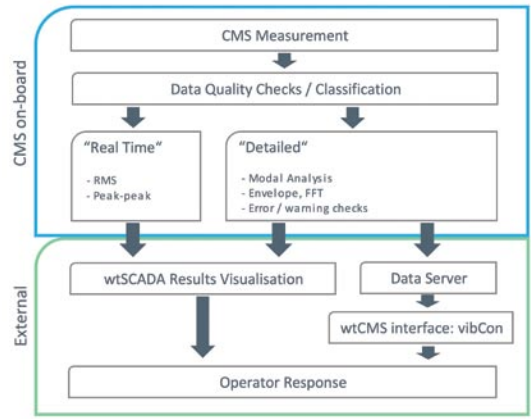 CMS on-board
CMS Measurement
Data Quality Checks / Classification
“Real Time“
- RMS
- Peak-peak
“Detailed“
- Modal Analysis
- Envelope, FFT
- Error / warning checks
External
wtSCADA Results Visualisation
Data Server
wtCMS interface: vibCon
Operator Response